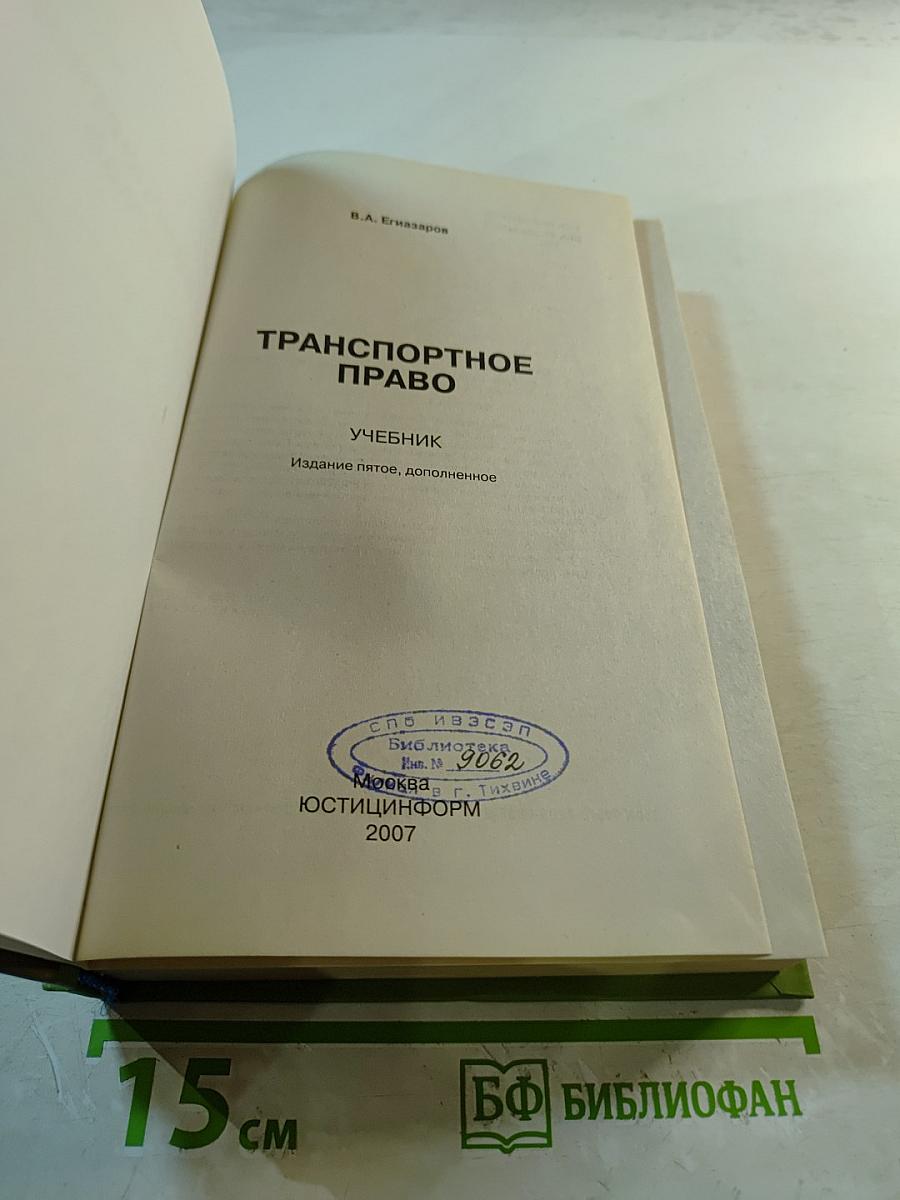 В.А. Егиазаров
ТРАНСПОРТНОЕ
ПРАВО
УЧЕБНИК
Издание пятое, дополненное
СПб ИВЭСЭП
Библиотека
Инв. № 9062
Филиал в г. Тихвине
Москва
ЮСТИЦИНФОРМ
2007
15 см
БФ БИБЛИОФАН